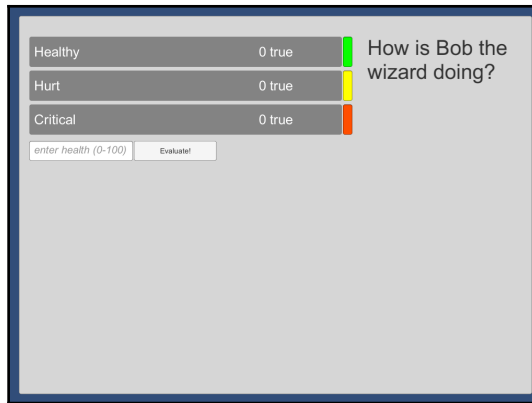 Healthy 0 true
Hurt 0 true
Critical 0 true
enter health (0-100) Evaluate!
How is Bob the
wizard doing?